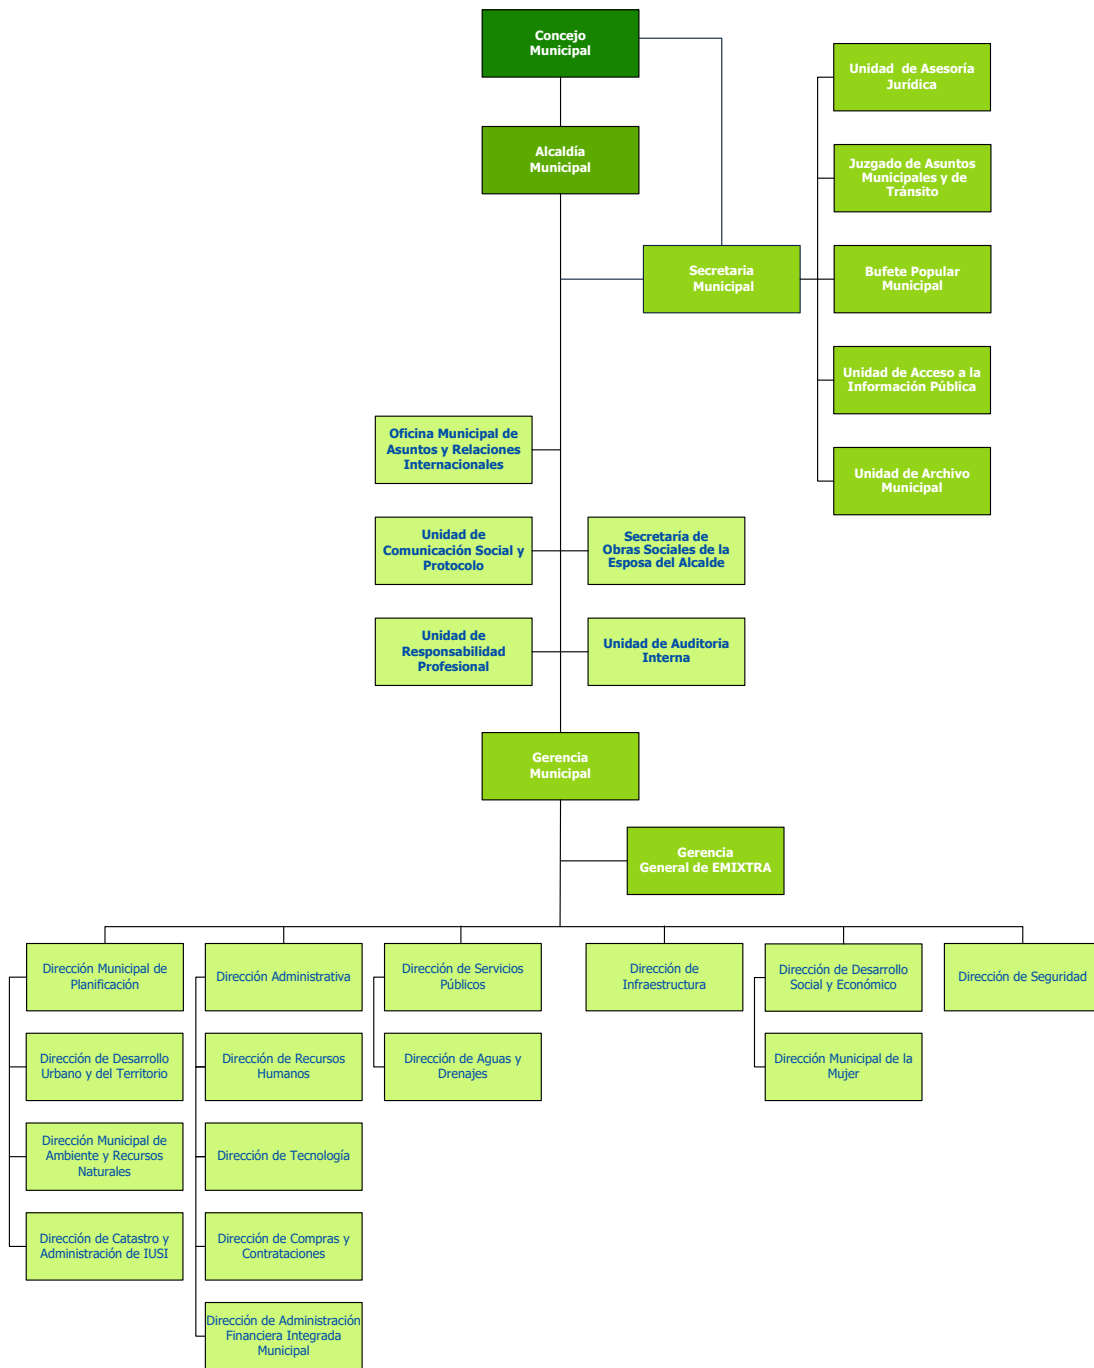 Concejo
Municipal
Alcaldía
Municipal
Secretaria
Municipal
Unidad de Asesoría
Jurídica
Juzgado de Asuntos
Municipales y de
Tránsito
Bufete Popular
Municipal
Unidad de Acceso a la
Información Pública
Unidad de Archivo
Municipal
Oficina Municipal de
Asuntos y Relaciones
Internacionales
Unidad de
Comunicación Social y
Protocolo
Secretaría de
Obras Sociales de la
Esposa del Alcalde
Unidad de
Responsabilidad
Profesional
Unidad de Auditoria
Interna
Gerencia
Municipal
Gerencia
General de EMIXTRA
Dirección Municipal de
Planificación
Dirección Administrativa
Dirección de Servicios
Públicos
Dirección de
Infraestructura
Dirección de Desarrollo
Social y Económico
Dirección de Seguridad
Dirección de Desarrollo
Urbano y del Territorio
Dirección de Recursos
Humanos
Dirección de Aguas y
Drenajes
Dirección Municipal de la
Mujer
Dirección Municipal de
Ambiente y Recursos
Naturales
Dirección de Tecnología
Dirección de Catastro y
Administración de IUSI
Dirección de Compras y
Contrataciones
Dirección de Administración
Financiera Integrada
Municipal